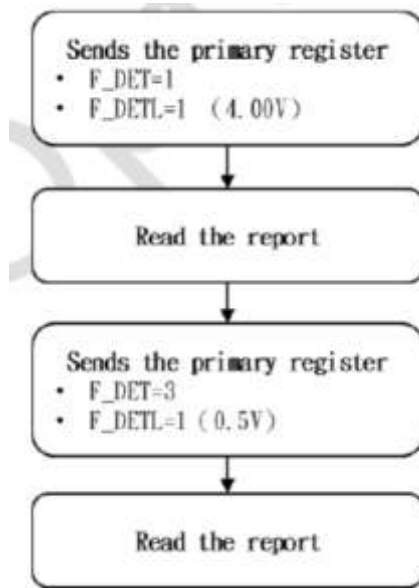 Sends the primary register
• F_DET=1
• F_DETL=1 (4.00V)
Read the report
Sends the primary register
• F_DET=3
• F_DETL=1 (0.5V)
Read the report